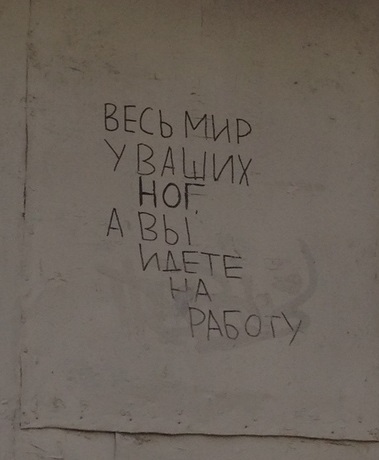 ВЕСЬ МИР
У ВАШИХ
НОГ,
А ВЫ
ИДЕТЕ
НА
РАБОТУ